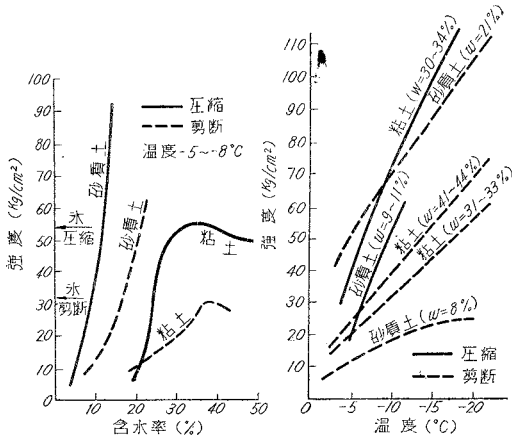 強度 (Kg/cm²)
100
90
80
70
60
50
40
30
20
10
氷
圧縮
氷
剪断
圧縮
剪断
温度-5~-8°C
砂質土
砂質土
粘土
粘土
10 20 30 40 50
含水率 (%)
強度 (Kg/cm²)
110
100
90
80
70
60
50
40
30
20
10
粘土 (w=30~34%)
砂質土 (w=21%)
砂質土 (w=9~11%)
粘土 (w=41~44%)
粘土 (w=31~33%)
砂質土 (w=8%)
圧縮
剪断
-5 -10 -15 -20
温度 (°C)